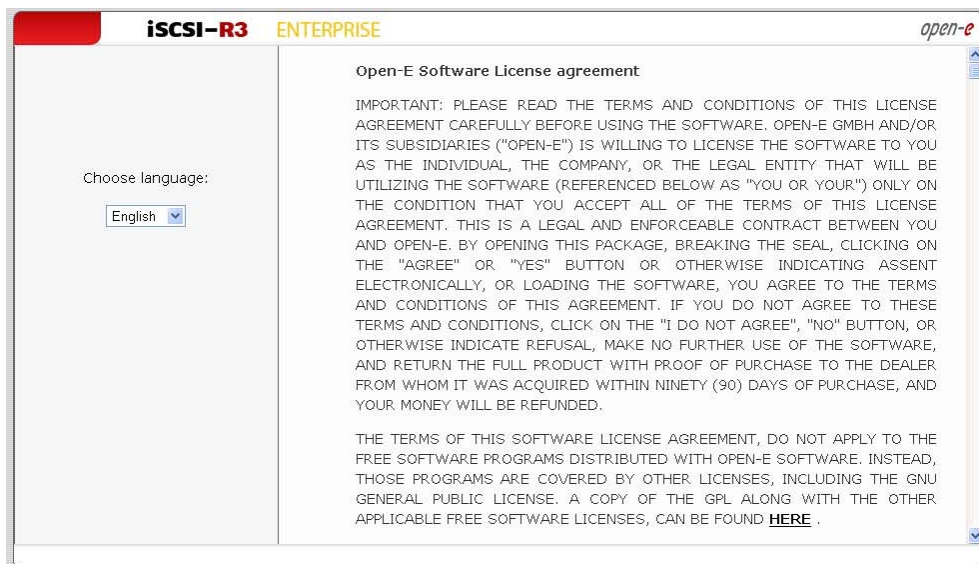 iSCSI-R3 ENTERPRISE
open-e
Choose language:
English
Open-E Software License agreement
IMPORTANT: PLEASE READ THE TERMS AND CONDITIONS OF THIS LICENSE
AGREEMENT CAREFULLY BEFORE USING THE SOFTWARE. OPEN-E GMBH AND/OR
ITS SUBSIDIARIES ("OPEN-E") IS WILLING TO LICENSE THE SOFTWARE TO YOU
AS THE INDIVIDUAL, THE COMPANY, OR THE LEGAL ENTITY THAT WILL BE
UTILIZING THE SOFTWARE (REFERENCED BELOW AS "YOU OR YOUR") ONLY ON
THE CONDITION THAT YOU ACCEPT ALL OF THE TERMS OF THIS LICENSE
AGREEMENT. THIS IS A LEGAL AND ENFORCEABLE CONTRACT BETWEEN YOU
AND OPEN-E. BY OPENING THIS PACKAGE, BREAKING THE SEAL, CLICKING ON
THE "AGREE" OR "YES" BUTTON OR OTHERWISE INDICATING ASSENT
ELECTRONICALLY, OR LOADING THE SOFTWARE, YOU AGREE TO THE TERMS
AND CONDITIONS OF THIS AGREEMENT. IF YOU DO NOT AGREE TO THESE
TERMS AND CONDITIONS, CLICK ON THE "I DO NOT AGREE", "NO" BUTTON, OR
OTHERWISE INDICATE REFUSAL, MAKE NO FURTHER USE OF THE SOFTWARE,
AND RETURN THE FULL PRODUCT WITH PROOF OF PURCHASE TO THE DEALER
FROM WHOM IT WAS ACQUIRED WITHIN NINETY (90) DAYS OF PURCHASE, AND
YOUR MONEY WILL BE REFUNDED.
THE TERMS OF THIS SOFTWARE LICENSE AGREEMENT, DO NOT APPLY TO THE
FREE SOFTWARE PROGRAMS DISTRIBUTED WITH OPEN-E SOFTWARE. INSTEAD,
THOSE PROGRAMS ARE COVERED BY OTHER LICENSES, INCLUDING THE GNU
GENERAL PUBLIC LICENSE. A COPY OF THE GPL ALONG WITH THE OTHER
APPLICABLE FREE SOFTWARE LICENSES, CAN BE FOUND HERE .